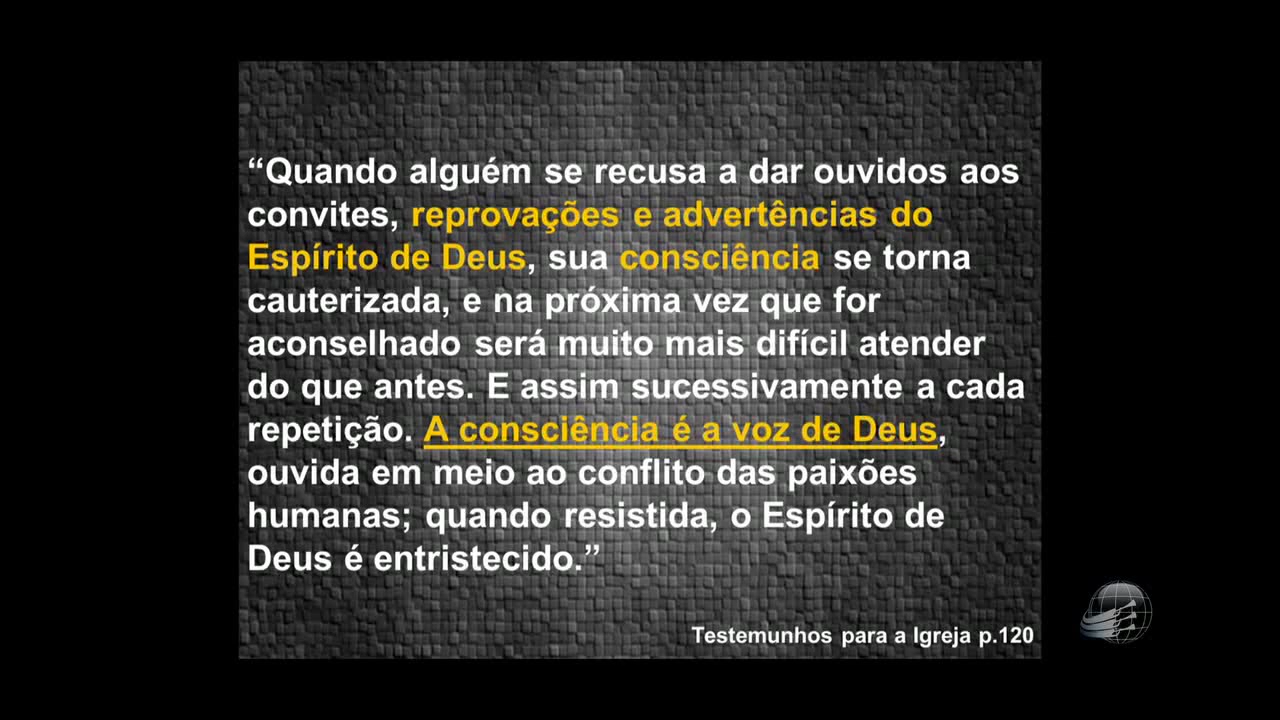 “Quando alguém se recusa a dar ouvidos aos
convites, reprovações e advertências do
Espírito de Deus, sua consciência se torna
cauterizada, e na próxima vez que for
aconselhado será muito mais difícil atender
do que antes. E assim sucessivamente a cada
repetição. A consciência é a voz de Deus,
ouvida em meio ao conflito das paixões
humanas; quando resistida, o Espírito de
Deus é entristecido.”
Testemunhos para a Igreja p.120